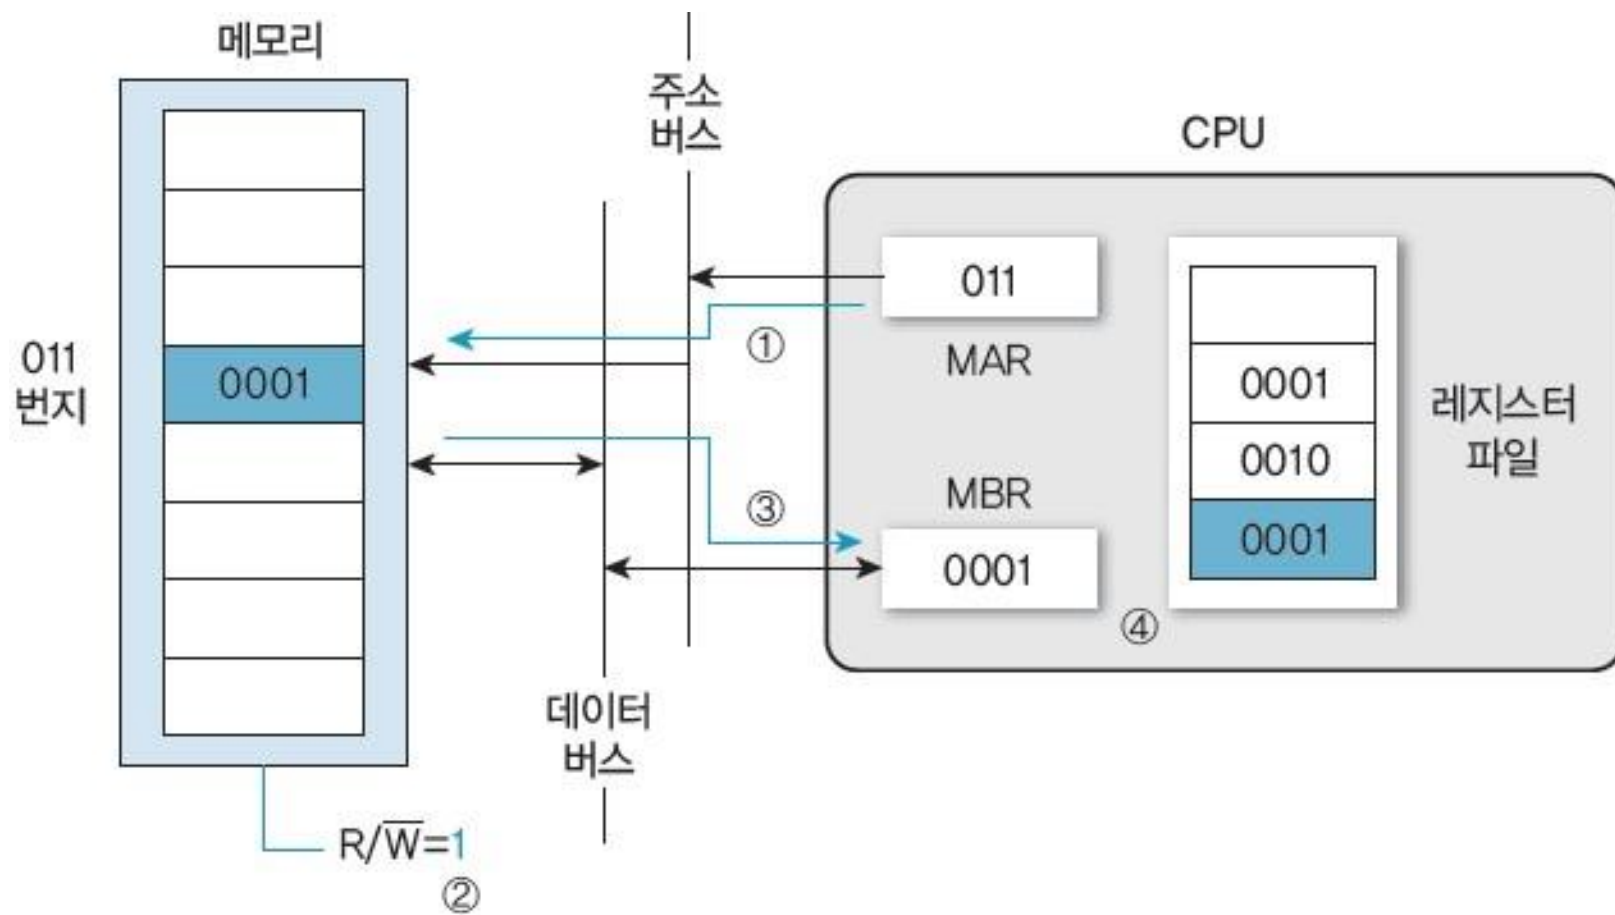 메모리
주소
버스
CPU
011
①
MAR
011
번지
0001
0001
레지스터
파일
0010
MBR
③
0001
0001
④
데이터
버스
R/W̅=1
②